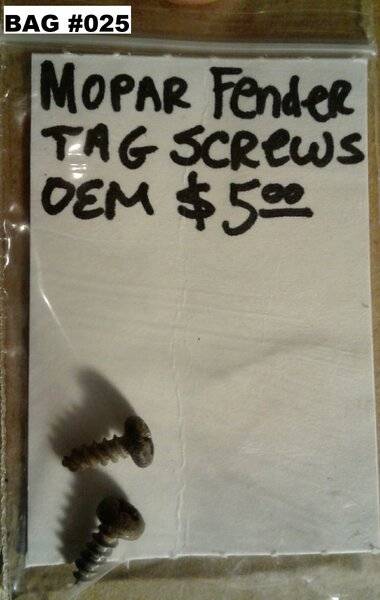 BAG #025
MOPAR Fender
TAG SCRewS
OEM $5.00